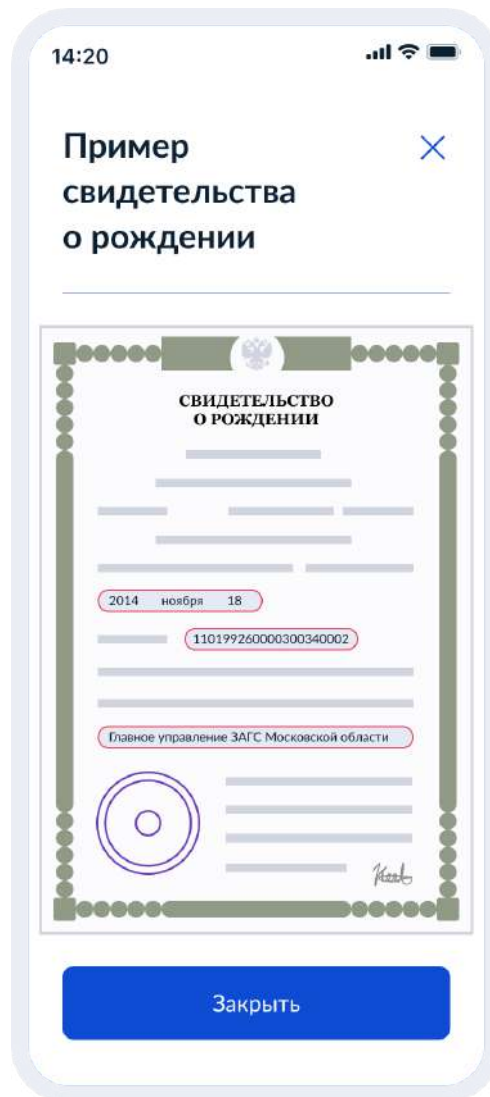 14:20
Пример
свидетельства
о рождении
СВИДЕТЕЛЬСТВО
О РОЖДЕНИИ
2014 ноября 18
110199260000300340002
Главное управление ЗАГС Московской области
Закрыть